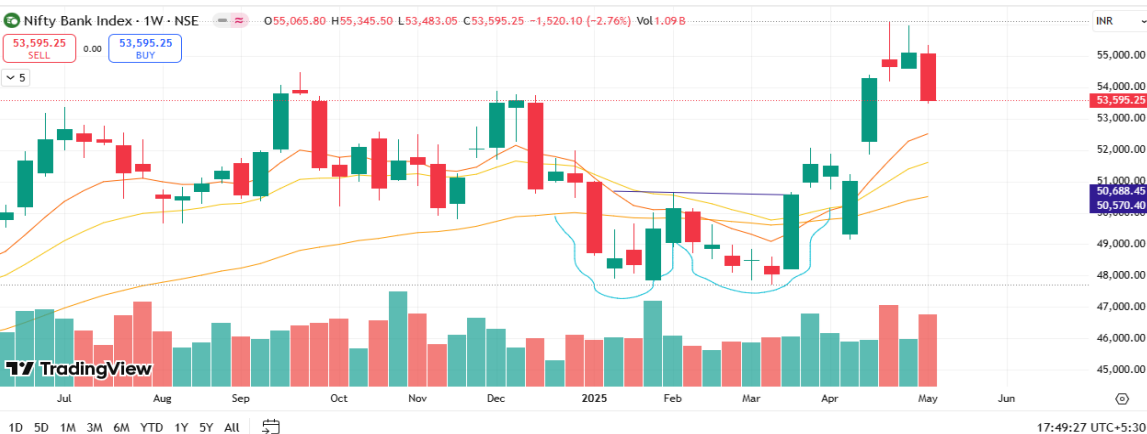 Nifty Bank Index · 1W · NSE O55,065.80 H55,345.50 L53,483.05 C53,595.25 −1,520.10 (−2.76%) Vol1.09 B
INR
53,595.25 SELL 0.00 53,595.25 BUY
5
55,000.00
54,000.00
53,595.25
53,000.00
52,000.00
51,000.00
50,688.45
50,570.40
49,000.00
48,000.00
47,000.00
46,000.00
45,000.00
TradingView
Jul Aug Sep Oct Nov Dec 2025 Feb Mar Apr May Jun
1D 5D 1M 3M 6M YTD 1Y 5Y All 17:49:27 UTC+5:30